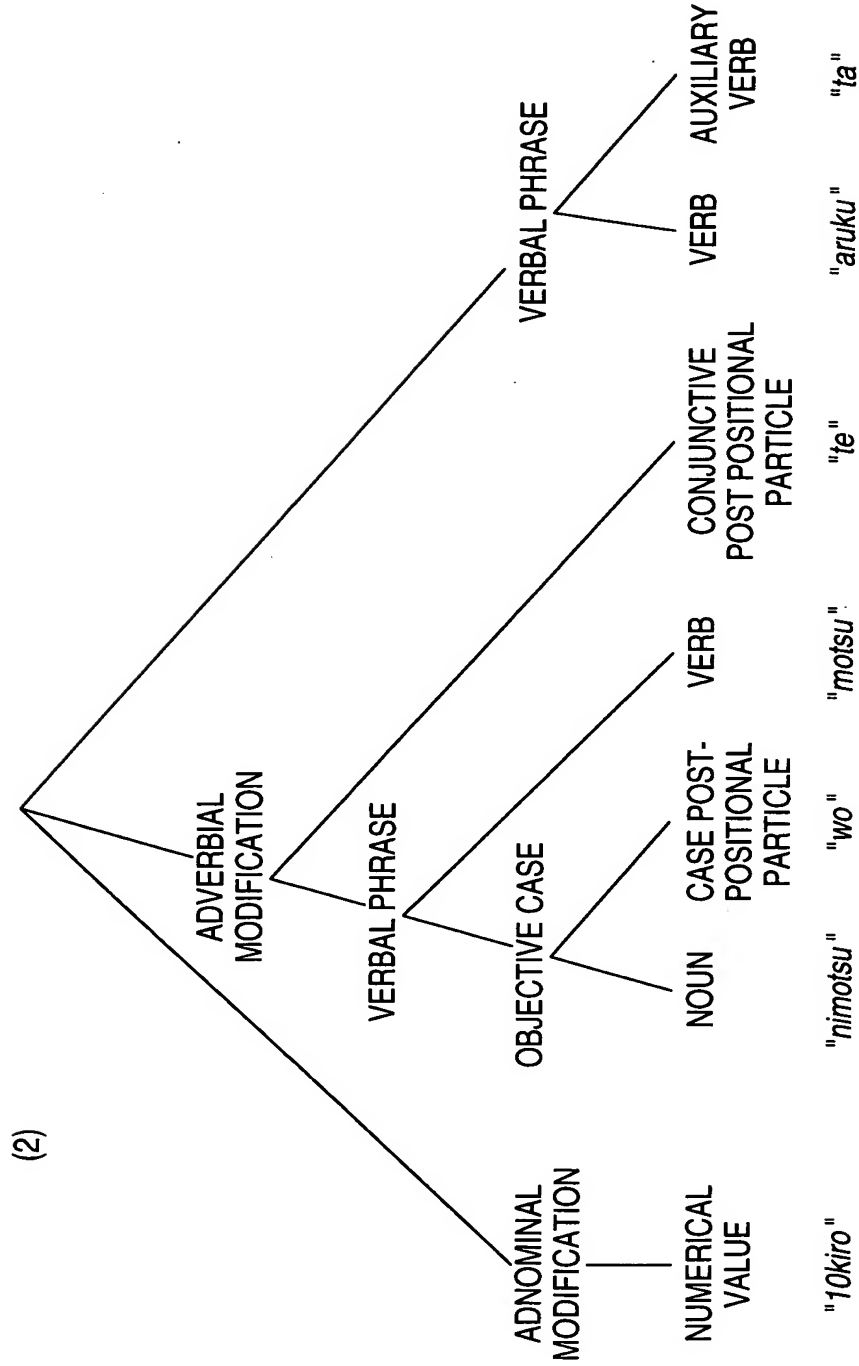 (2)
ADVERBIAL
MODIFICATION
VERBAL PHRASE
VERBAL PHRASE
OBJECTIVE CASE
ADNOMINAL
MODIFICATION
NUMERICAL
VALUE
NOUN
CASE POST-
POSITIONAL
PARTICLE
VERB
CONJUNCTIVE
POST POSITIONAL
PARTICLE
VERB
AUXILIARY
VERB
"10kiro"
"nimotsu"
"wo"
"motsu"
"te"
"aruku"
"ta"